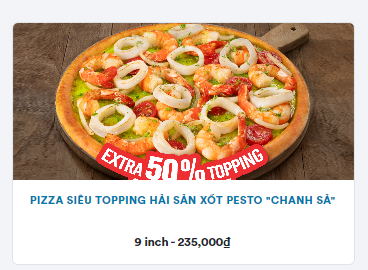 EXTRA 50% TOPPING
PIZZA SIÊU TOPPING HẢI SẢN XỐT PESTO "CHANH SẢ"
9 inch - 235,000₫